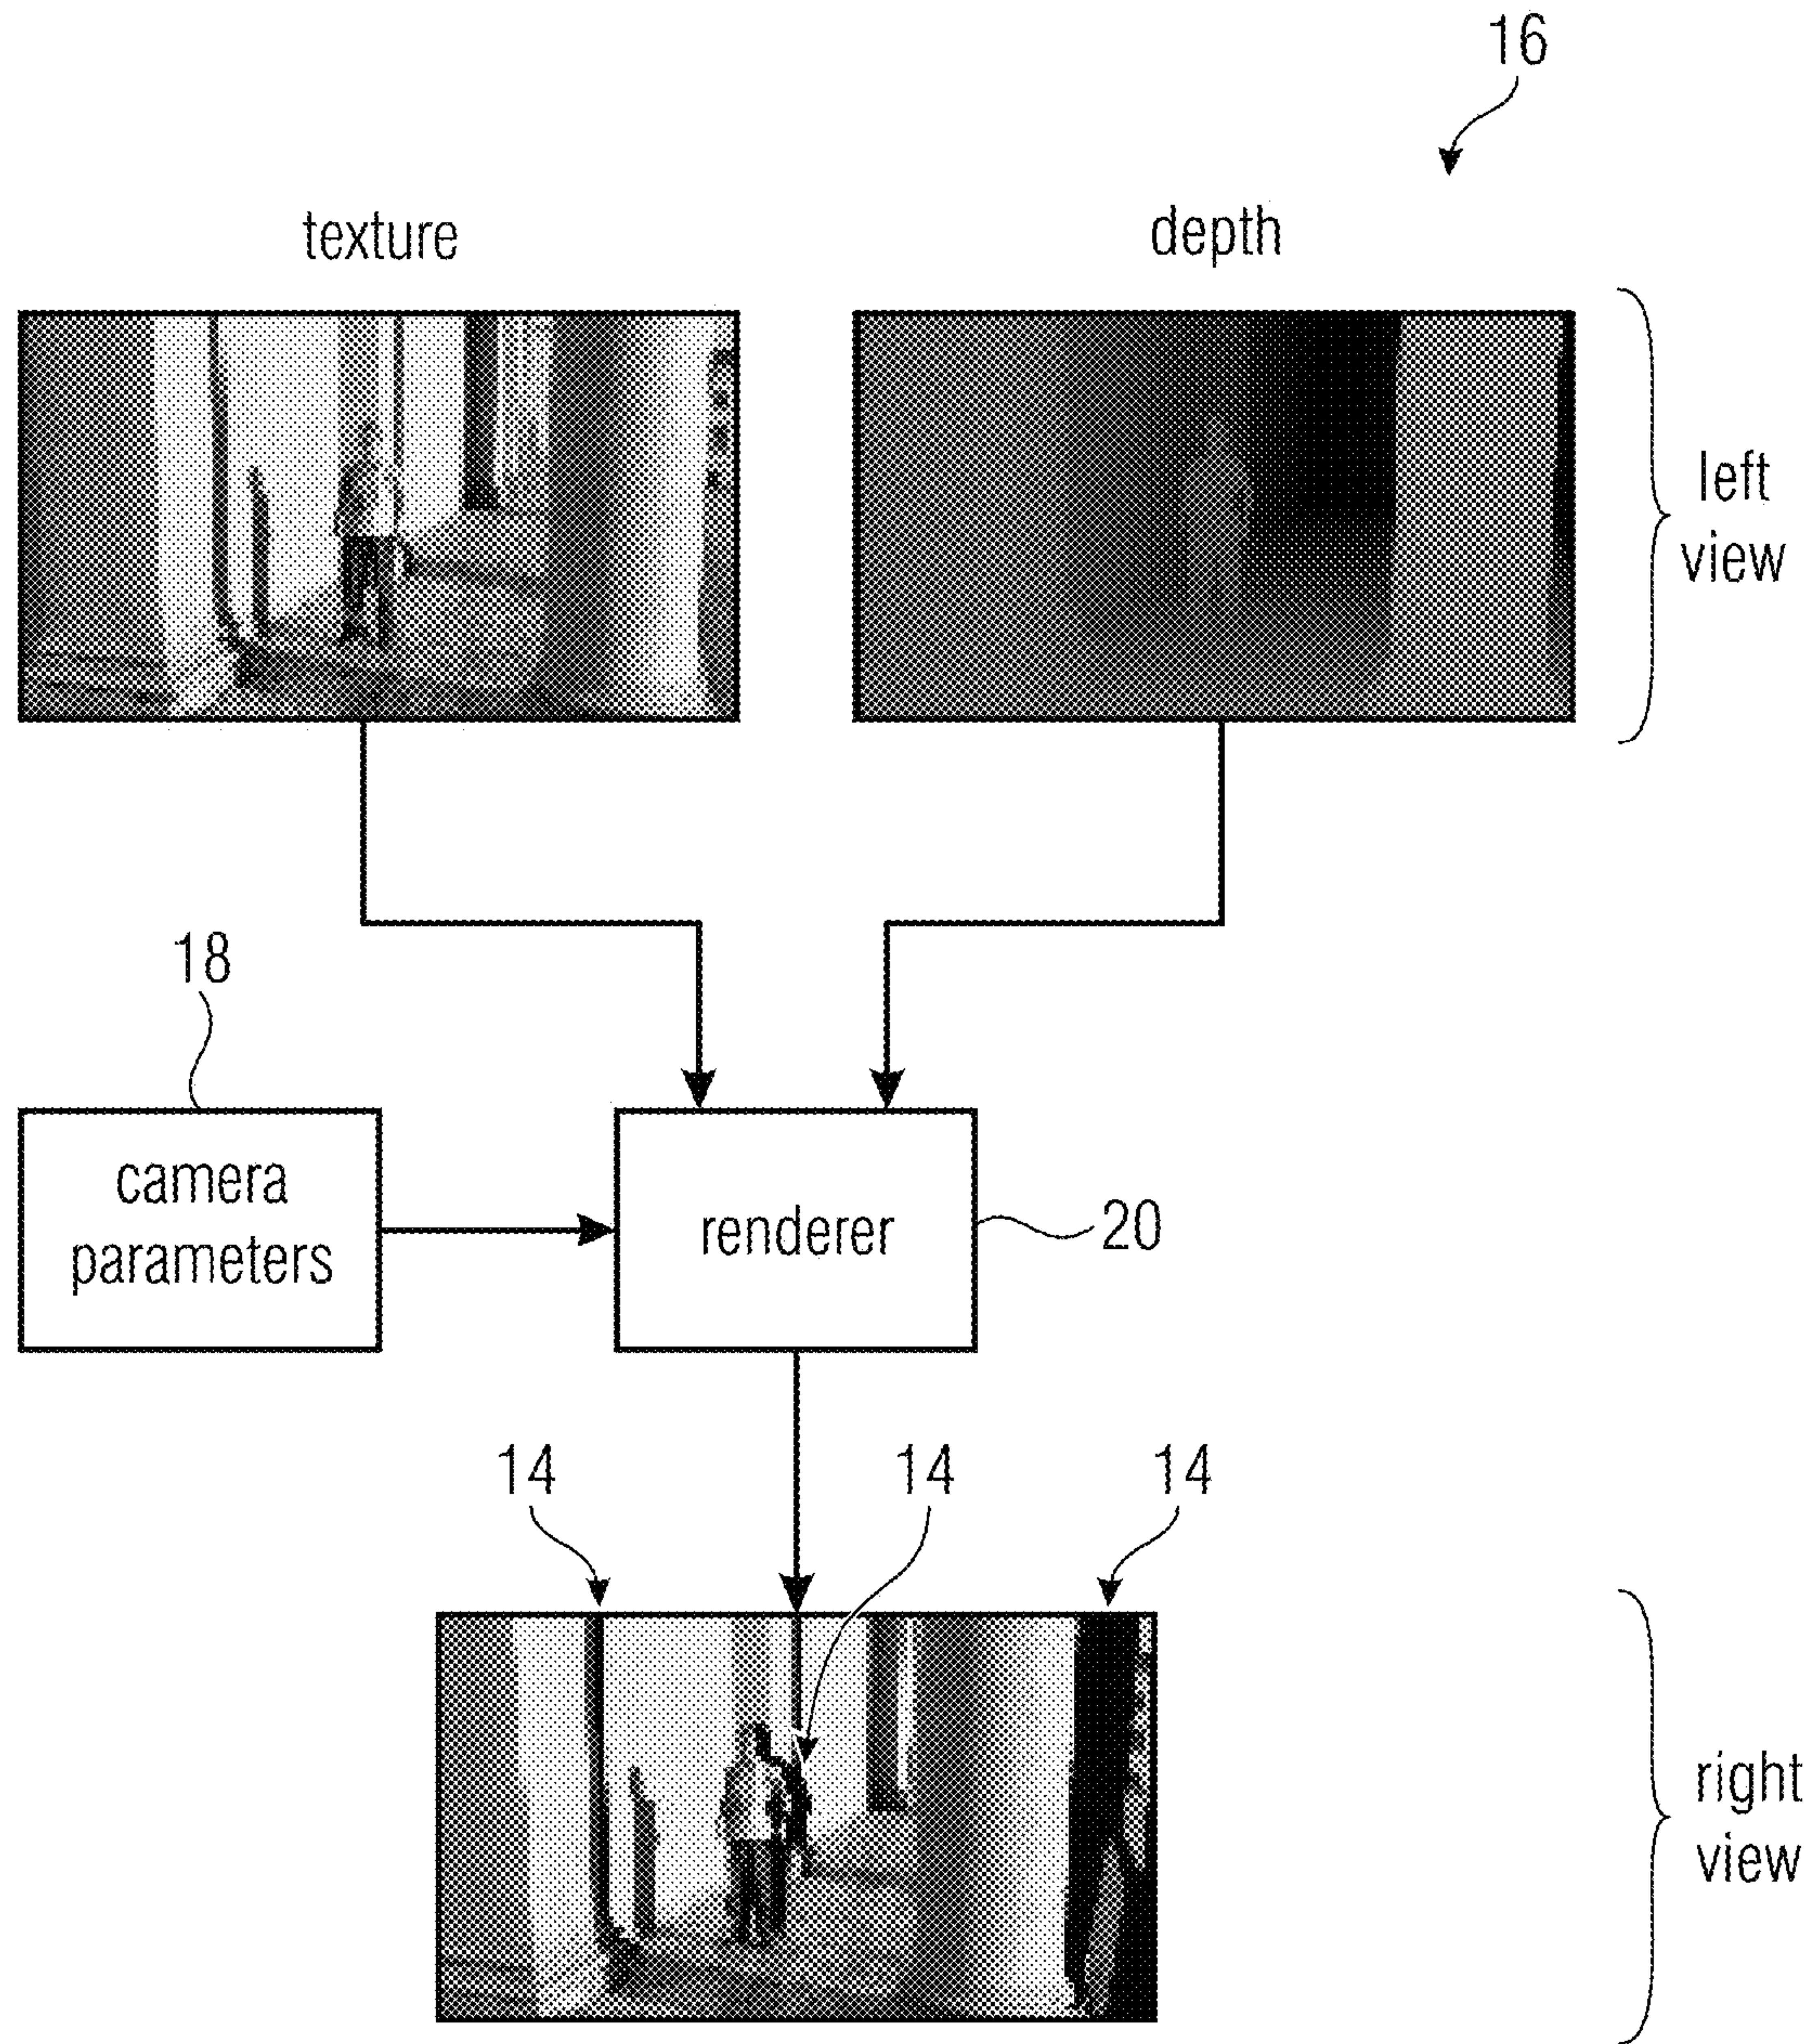 16
texture
depth
left
view
18
camera
parameters
renderer
20
14
14
14
right
view